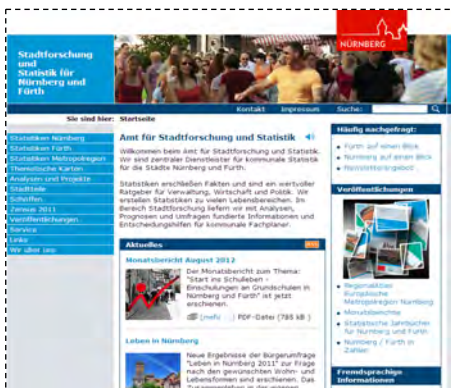 NÜRNBERG
Stadtforschung
und
Statistik für
Nürnberg und
Fürth
Kontakt Impressum Suche:
Sie sind hier: Startseite
Statistiken Nürnberg
Statistiken Fürth
Statistiken Metropolregion
Thematische Karten
Analysen und Projekte
Stadtteile
Schöffen
Zensus 2011
Veröffentlichungen
Service
Links
Wir über uns
Amt für Stadtforschung und Statistik
Willkommen beim Amt für Stadtforschung und Statistik.
Wir sind zentraler Dienstleister für kommunale Statistik
für die Städte Nürnberg und Fürth.
Statistiken erschließen Fakten und sind ein wertvoller
Ratgeber für Verwaltung, Wirtschaft und Politik. Wir
erstellen Statistiken zu vielen Lebensbereichen. Im
Bereich Stadtforschung liefern wir mit Analysen,
Prognosen und Umfragen fundierte Informationen und
Entscheidungshilfen für kommunale Fachplaner.
Aktuelles
Monatsbericht August 2012
Der Monatsbericht zum Thema:
"Start ins Schulleben -
Einschulungen an Grundschulen in
Nürnberg und Fürth" ist jetzt
erschienen.
(mehr ...) PDF-Datei (785 kB )
Leben in Nürnberg
Neue Ergebnisse der Bürgerumfrage
"Leben in Nürnberg 2011" zur Frage
nach den gewünschten Wohn- und
Lebensformen sind erschienen. Das
Häufig nachgefragt:
Fürth auf einen Blick
Nürnberg auf einen Blick
Newsletterangebot
Veröffentlichungen
Regionalatlas
Europäische
Metropolregion Nürnberg
Monatsberichte
Statistische Jahrbücher
für Nürnberg und Fürth
Nürnberg / Fürth in
Zahlen
Fremdsprachige
Informationen